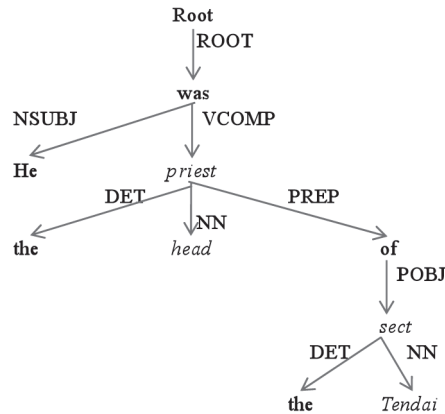 Root
ROOT
was
NSUBJ VCOMP
He priest
DET NN PREP
the head of
POBJ
sect
DET NN
the Tendai